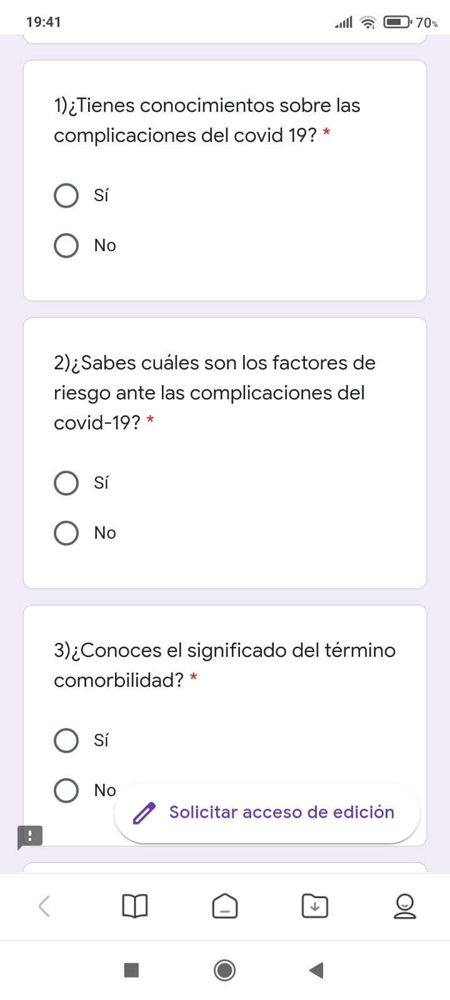 19:41
70%
1)¿Tienes conocimientos sobre las
complicaciones del covid 19? *
Sí
No
2)¿Sabes cuáles son los factores de
riesgo ante las complicaciones del
covid-19? *
Sí
No
3)¿Conoces el significado del término
comorbilidad? *
Sí
No
Solicitar acceso de edición